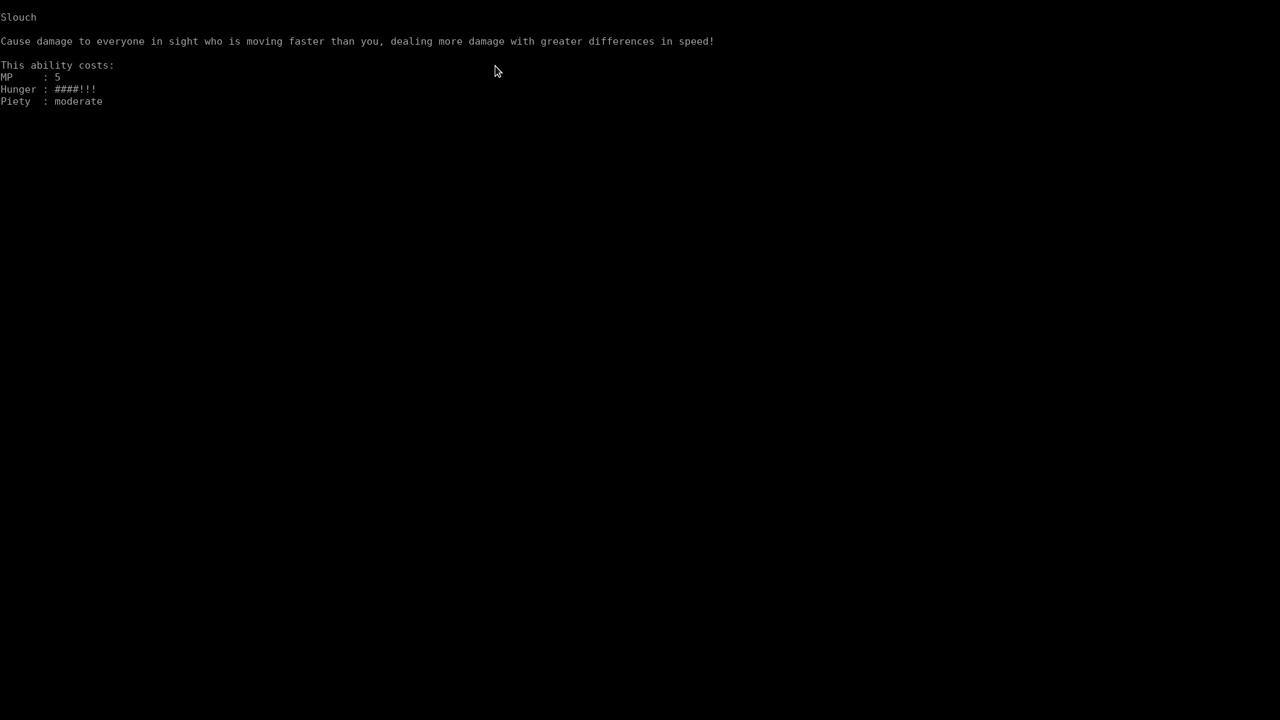 Slouch
Cause damage to everyone in sight who is moving faster than you, dealing more damage with greater differences in speed!
This ability costs:
MP     : 5
Hunger : ####!!!
Piety  : moderate